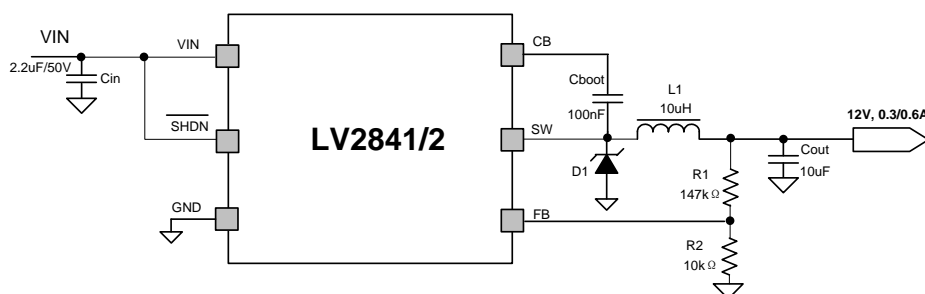 VIN
2.2uF/50V
Cin
VIN
SHDN
GND
LV2841/2
CB
SW
FB
Cboot
100nF
D1
L1
10uH
R1
147kΩ
R2
10kΩ
Cout
10uF
12V, 0.3/0.6A